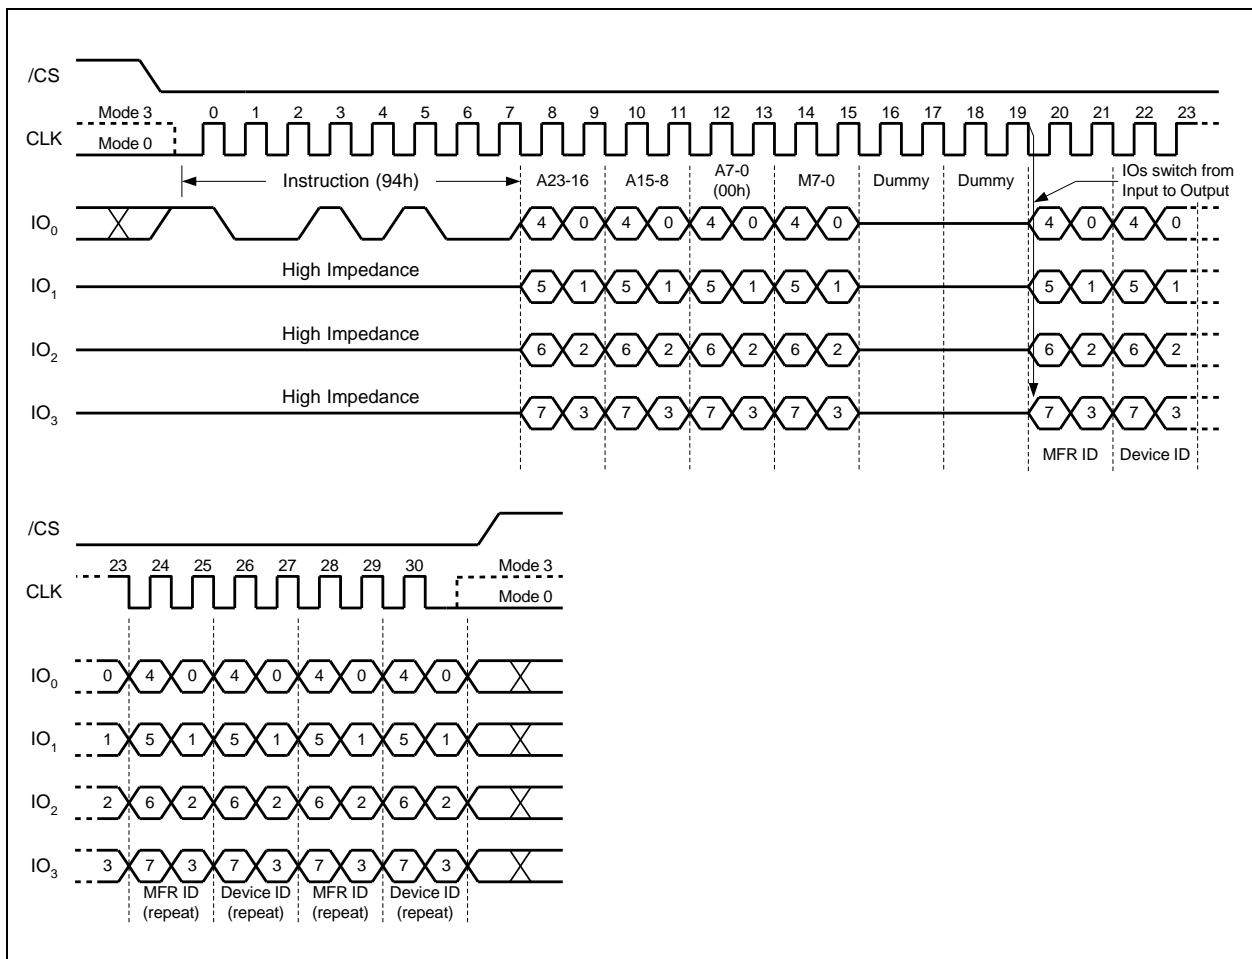 /CS
Mode 3
0 1 2 3 4 5 6 7 8 9 10 11 12 13 14 15 16 17 18 19 20 21 22 23
CLK
Mode 0
Instruction (94h)
A23-16
A15-8
A7-0
(00h)
M7-0
Dummy
Dummy
IOs switch from
Input to Output
IO0
4 0 4 0 4 0 4 0 4 0 4 0
High Impedance
IO1
5 1 5 1 5 1 5 1 5 1 5 1
High Impedance
IO2
6 2 6 2 6 2 6 2 6 2 6 2
High Impedance
IO3
7 3 7 3 7 3 7 3 7 3 7 3
MFR ID
Device ID
/CS
23 24 25 26 27 28 29 30
Mode 3
CLK
Mode 0
IO0
0 4 0 4 0 4 0 4 0
IO1
1 5 1 5 1 5 1 5 1
IO2
2 6 2 6 2 6 2 6 2
IO3
3 7 3 7 3 7 3 7 3
MFR ID
(repeat)
Device ID
(repeat)
MFR ID
(repeat)
Device ID
(repeat)